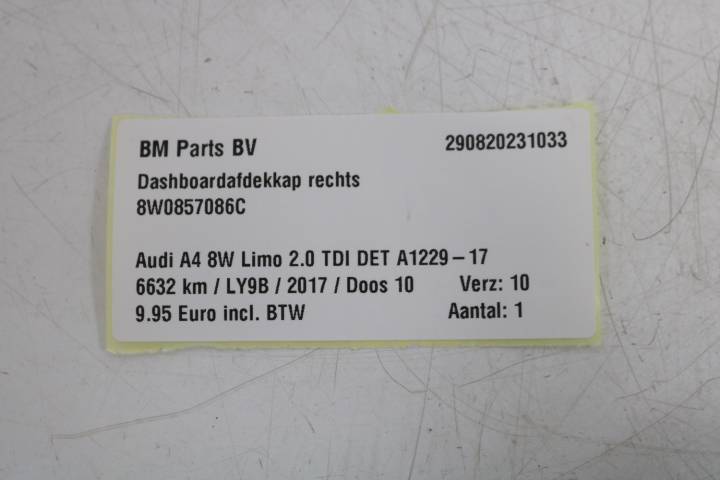 BM Parts BV 290820231033
Dashboardafdekkap rechts
8W0857086C
Audi A4 8W Limo 2.0 TDI DET A1229 – 17
6632 km / LY9B / 2017 / Doos 10 Verz: 10
9.95 Euro incl. BTW Aantal: 1